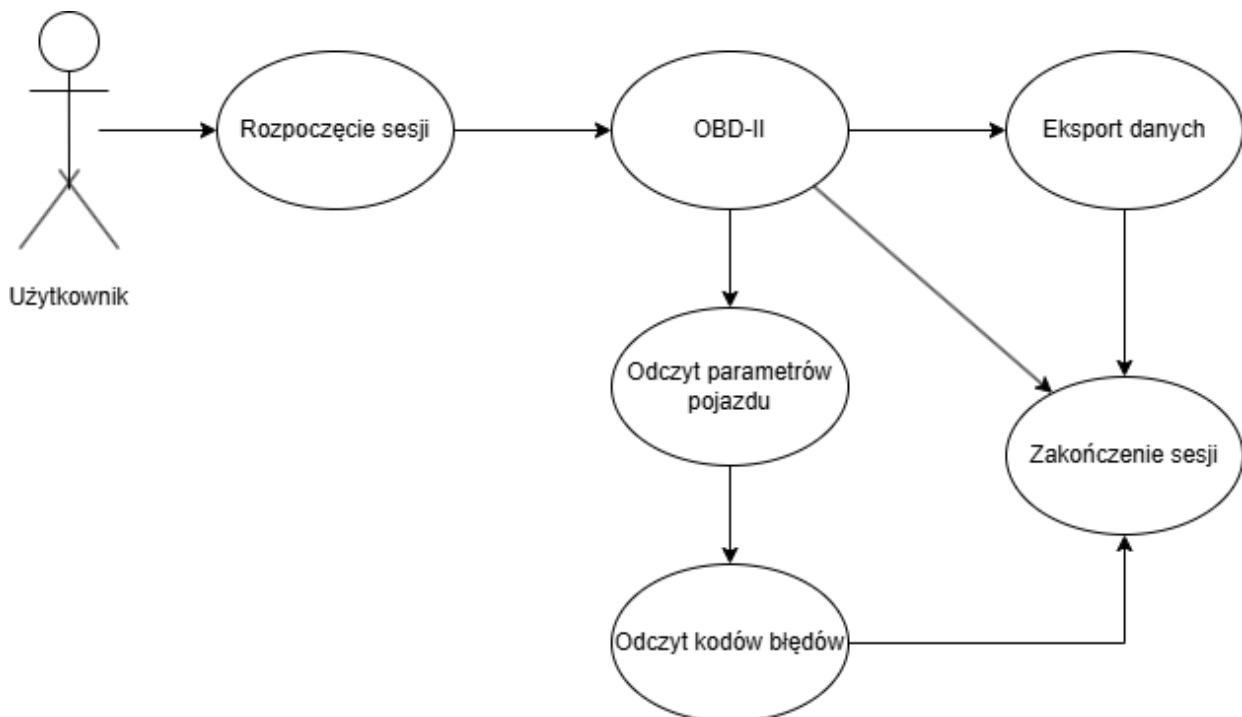 Rozpoczęcie sesji
OBD-II
Eksport danych
Użytkownik
Odczyt parametrów
pojazdu
Zakończenie sesji
Odczyt kodów błędów